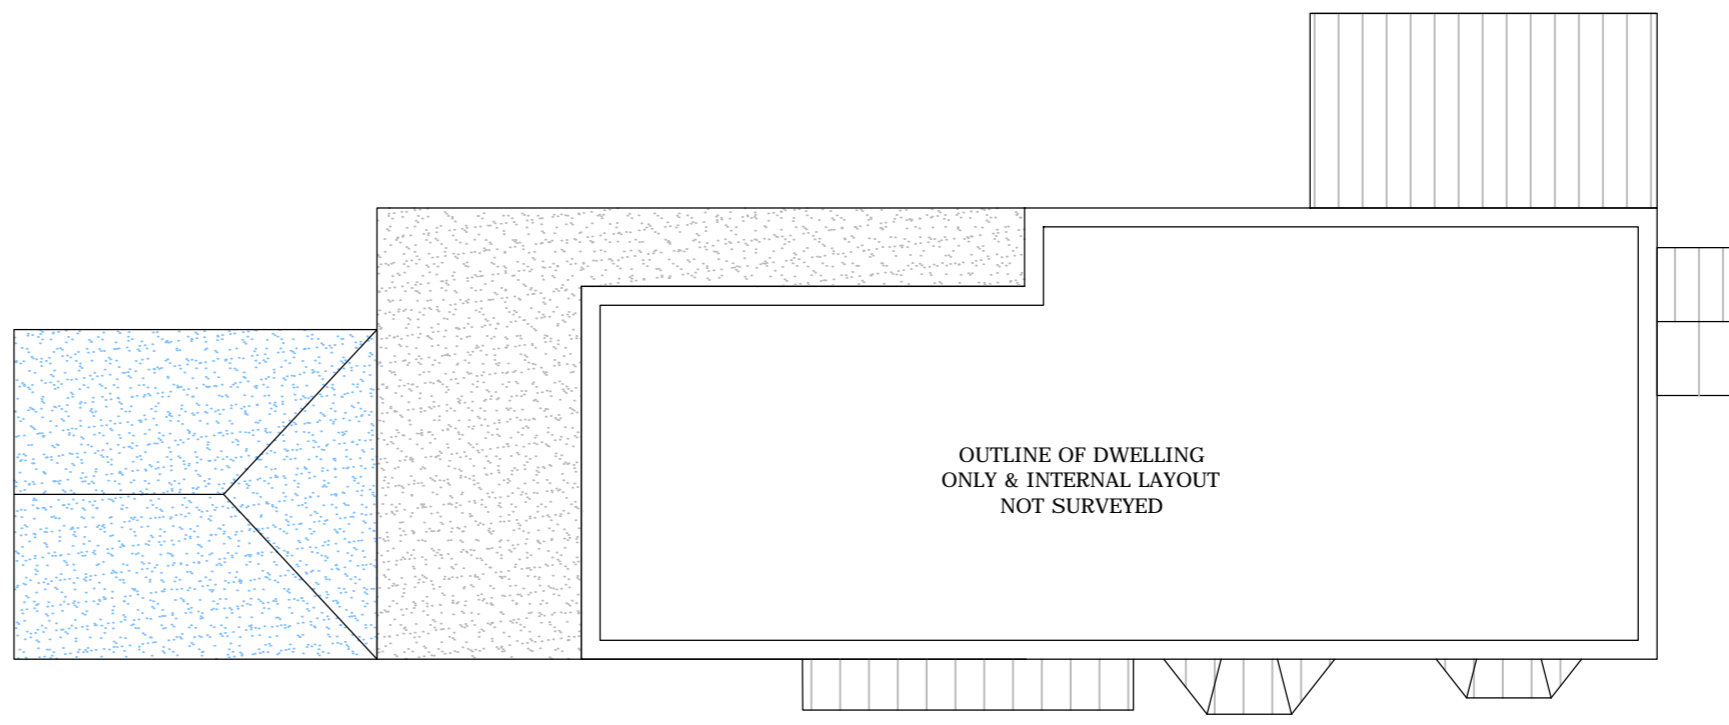 OUTLINE OF DWELLING
ONLY & INTERNAL LAYOUT
NOT SURVEYED